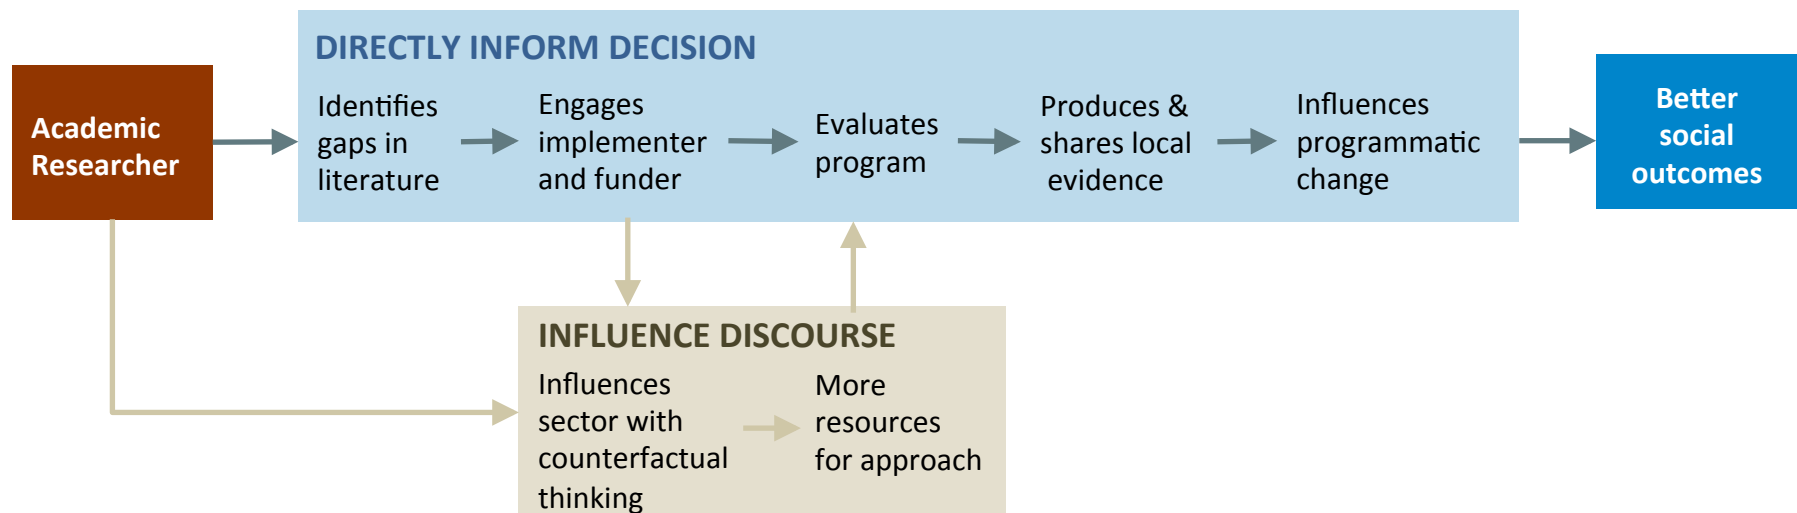 DIRECTLY INFORM DECISION
Academic
Researcher
Identifies
gaps in
literature
Engages
implementer
and funder
Evaluates
program
Produces &
shares local
evidence
Influences
programmatic
change
Better
social
outcomes
INFLUENCE DISCOURSE
Influences
sector with
counterfactual
thinking
More
resources
for approach